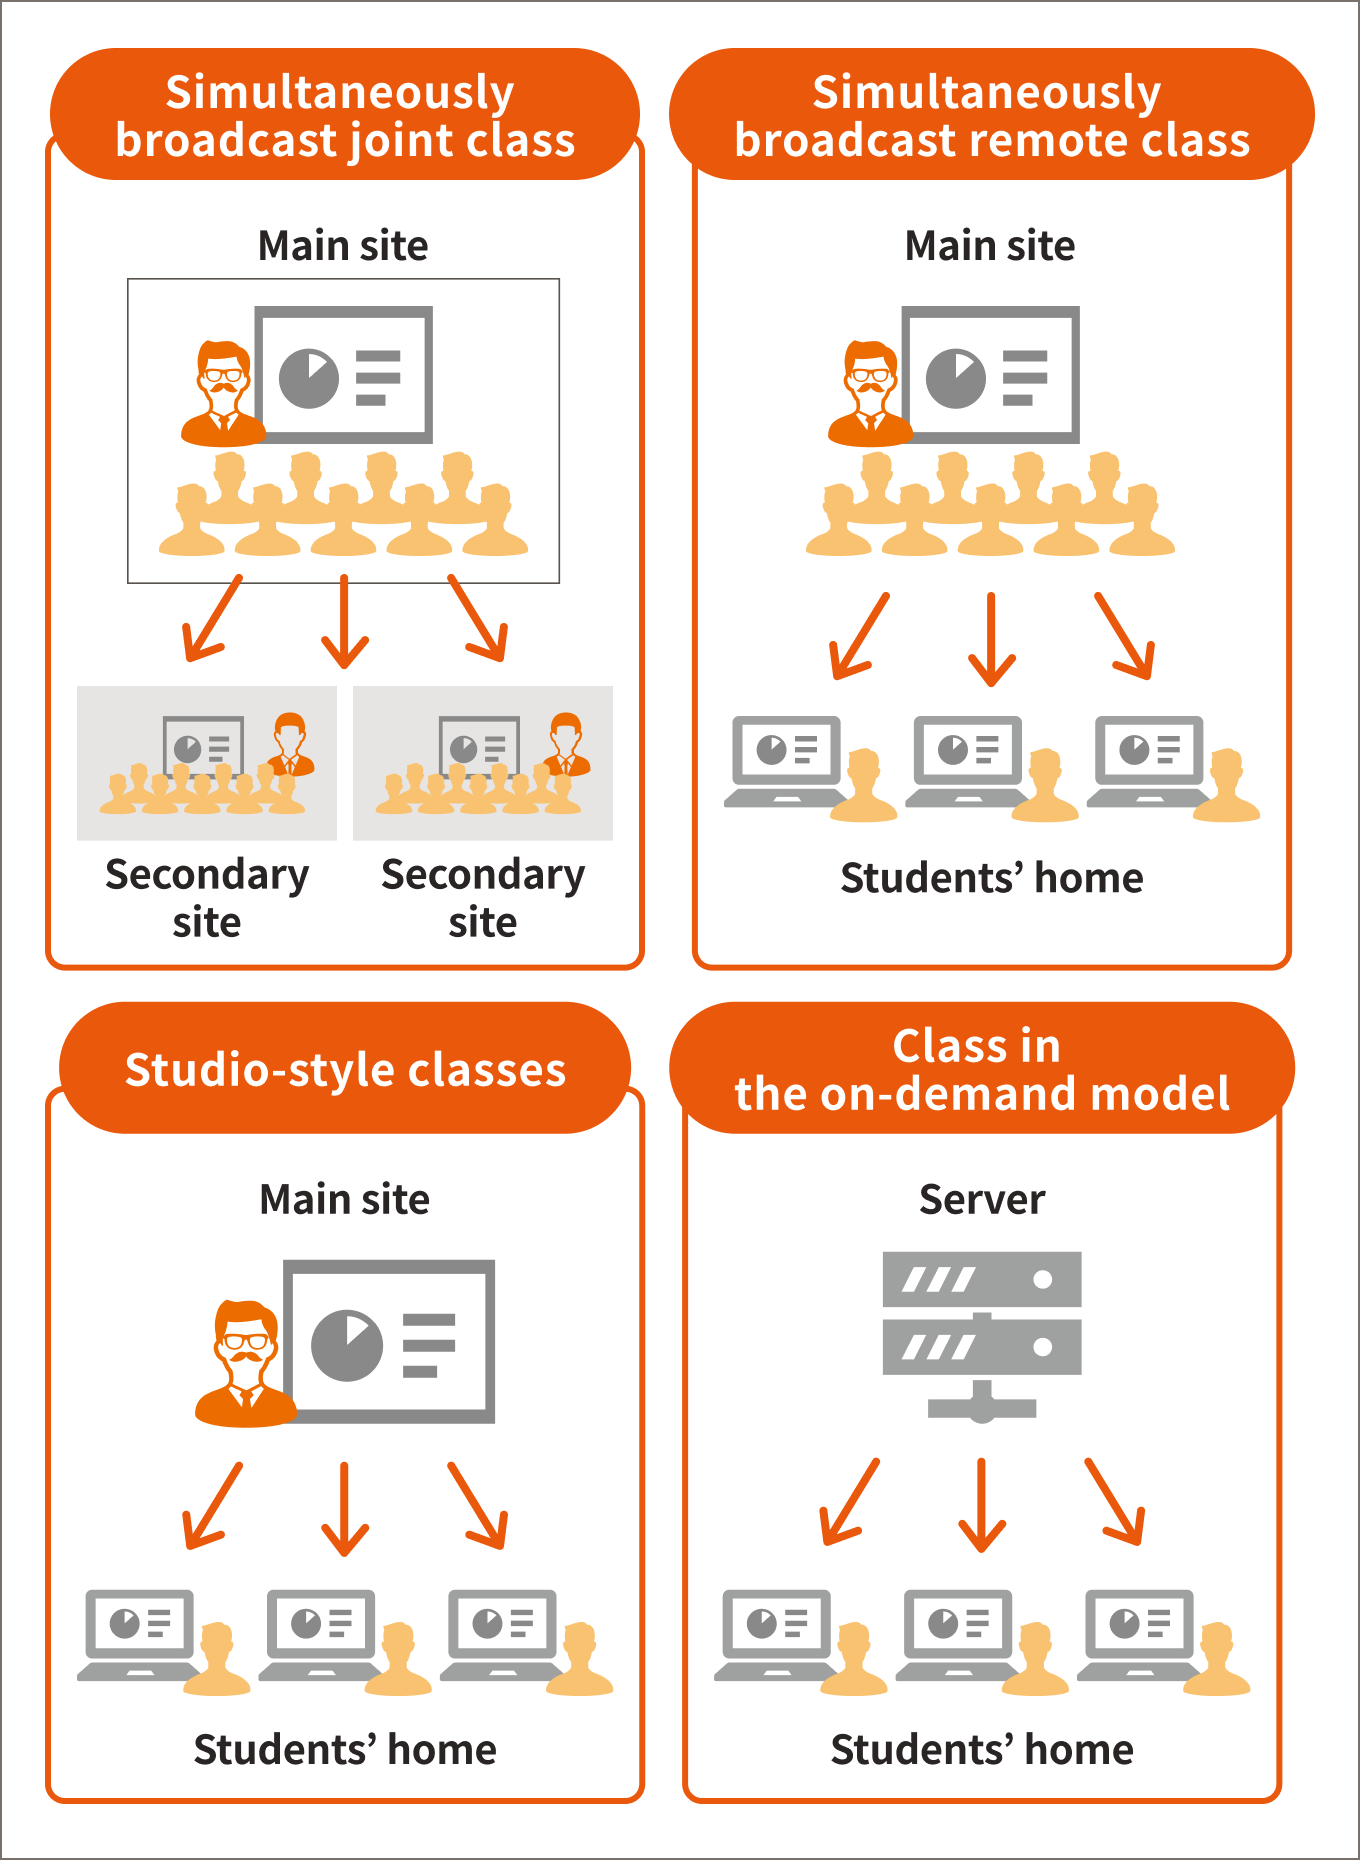 Simultaneously
broadcast joint class
Main site
Secondary
site
Secondary
site
Simultaneously
broadcast remote class
Main site
Students’ home
Studio-style classes
Main site
Students’ home
Class in
the on-demand model
Server
Students’ home